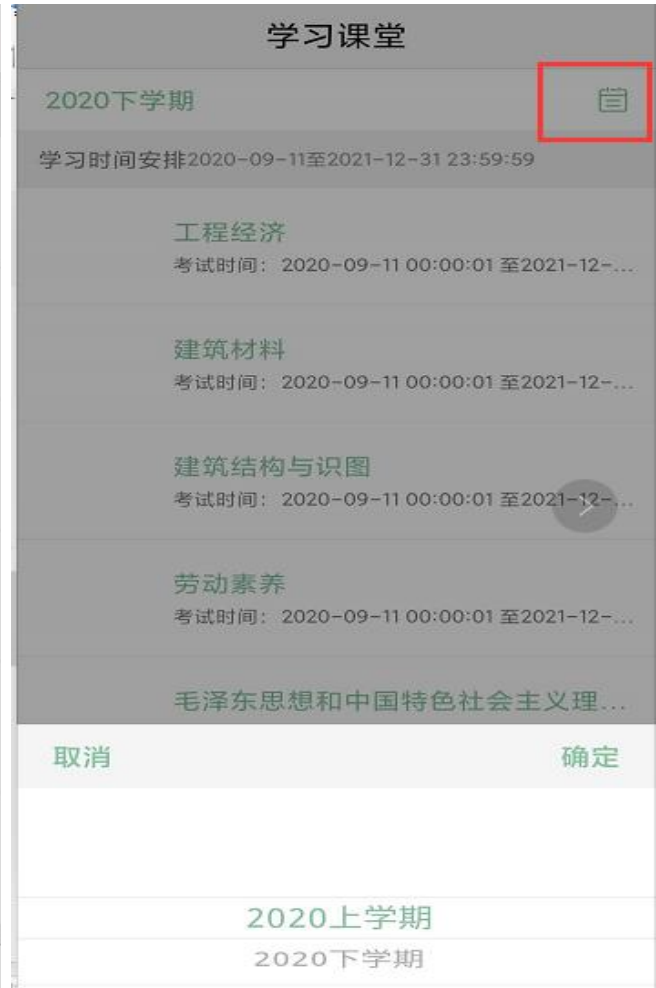 学习课堂
2020下学期
学习时间安排2020-09-11至2021-12-31 23:59:59
工程经济
考试时间：2020-09-11 00:00:01 至2021-12-...
建筑材料
考试时间：2020-09-11 00:00:01 至2021-12-...
建筑结构与识图
考试时间：2020-09-11 00:00:01 至2021-12-...
劳动素养
考试时间：2020-09-11 00:00:01 至2021-12-...
毛泽东思想和中国特色社会主义理...
取消 确定
2020上学期
2020下学期